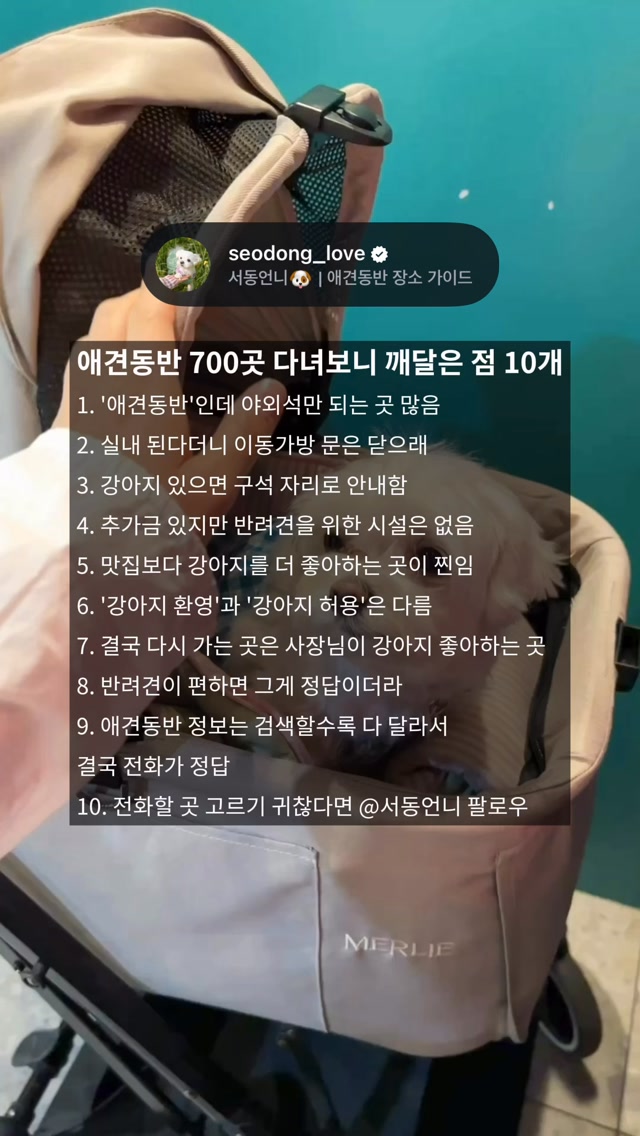 seodong_love
서동언니🐶 | 애견동반 장소 가이드
애견동반 700곳 다녀보니 깨달은 점 10개
1. '애견동반'인데 야외석만 되는 곳 많음
2. 실내 된다더니 이동가방 문은 닫으래
3. 강아지 있으면 구석 자리로 안내함
4. 추가금 있지만 반려견을 위한 시설은 없음
5. 맛집보다 강아지를 더 좋아하는 곳이 찐임
6. '강아지 환영'과 '강아지 허용'은 다름
7. 결국 다시 가는 곳은 사장님이 강아지 좋아하는 곳
8. 반려견이 편하면 그게 정답이더라
9. 애견동반 정보는 검색할수록 다 달라서
결국 전화가 정답
10. 전화할 곳 고르기 귀찮다면 @서동언니 팔로우
MERLIE